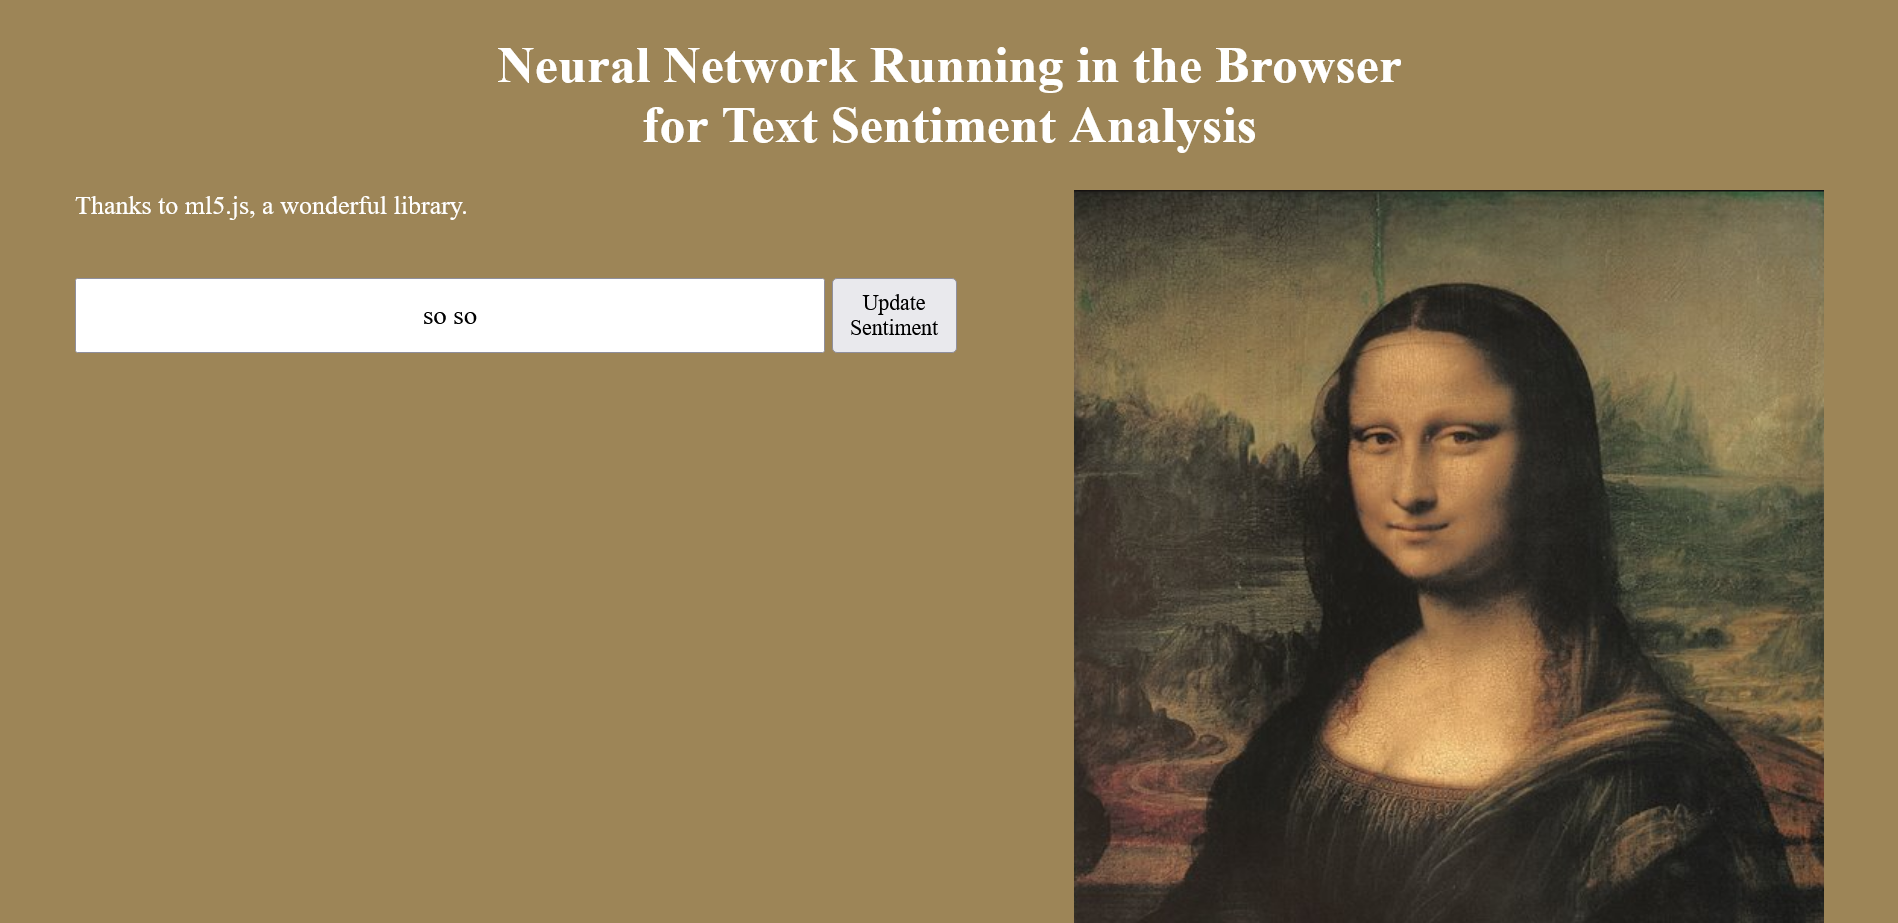 Neural Network Running in the Browser
for Text Sentiment Analysis
Thanks to ml5.js, a wonderful library.
so so
Update
Sentiment